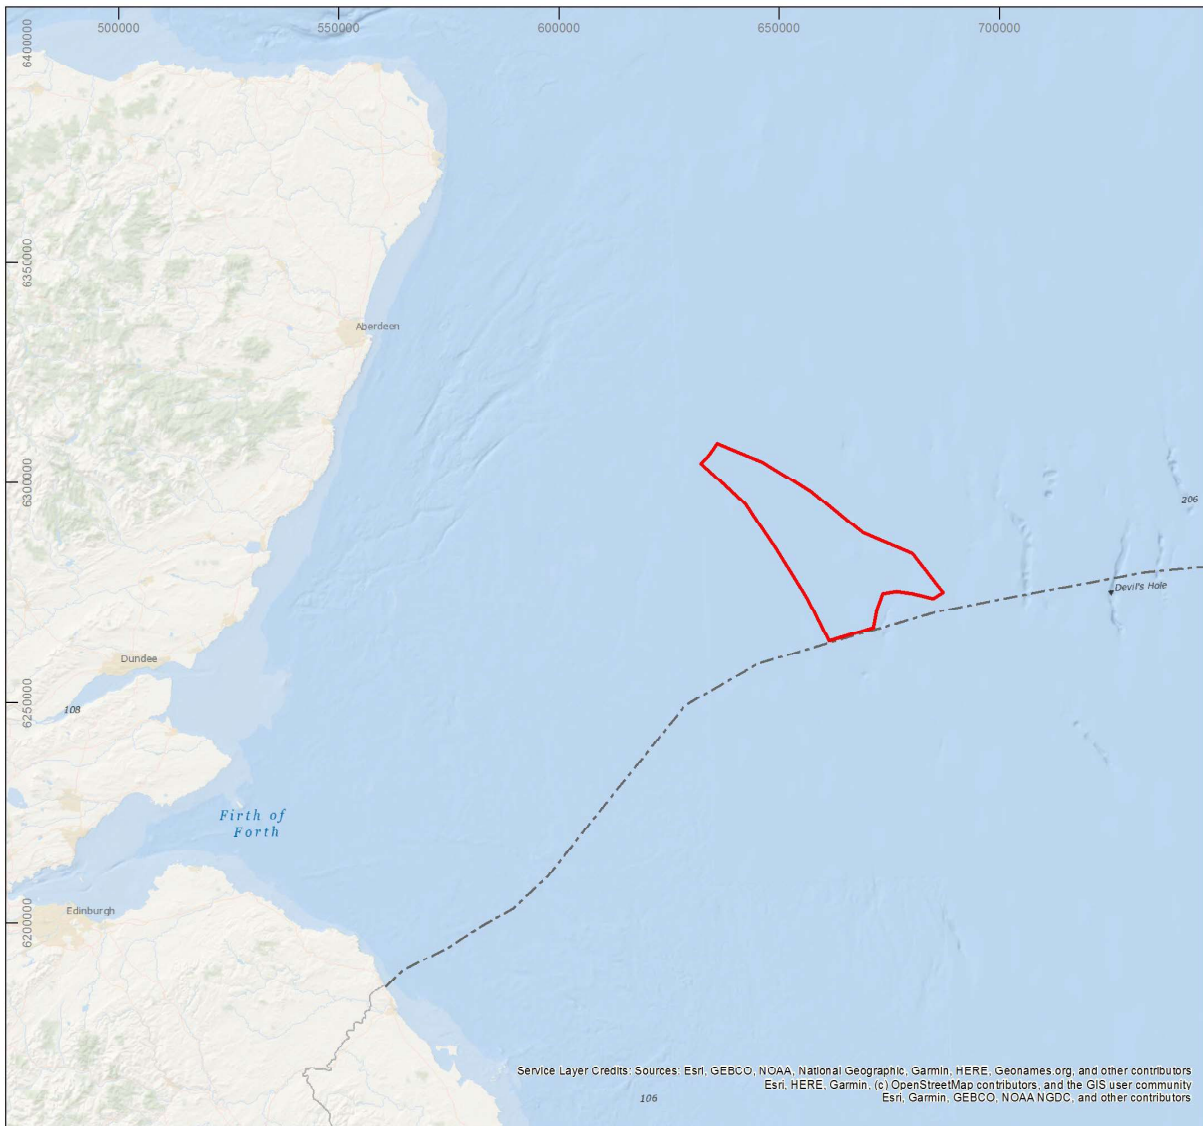 500000
550000
600000
650000
700000
6400000
6350000
Aberdeen
6300000
206
Devil's Hole
Dundee
6250000
108
Firth of
Forth
6200000
Edinburgh
Service Layer Credits: Sources: Esri, GEBCO, NOAA, National Geographic, Garmin, HERE, Geonames.org, and other contributors
Esri, HERE, Garmin, (c) OpenStreetMap contributors, and the GIS user community
Esri, Garmin, GEBCO, NOAA NGDC, and other contributors
106